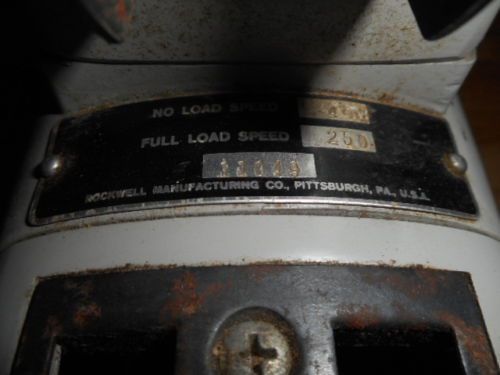 NO LOAD SPEED
FULL LOAD SPEED 250
ROCKWELL MANUFACTURING CO., PITTSBURGH, PA., U.S.A.